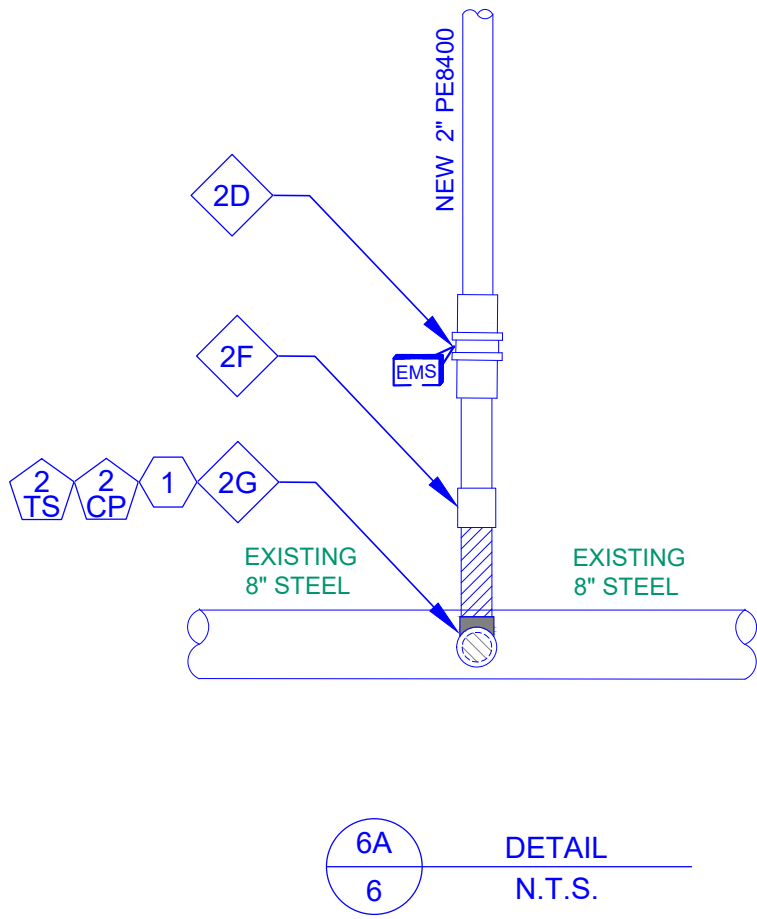 NEW 2" PE8400
2D
EMS
2F
2
TS
2
CP
1
2G
EXISTING
8" STEEL
EXISTING
8" STEEL
6A
6
DETAIL
N.T.S.